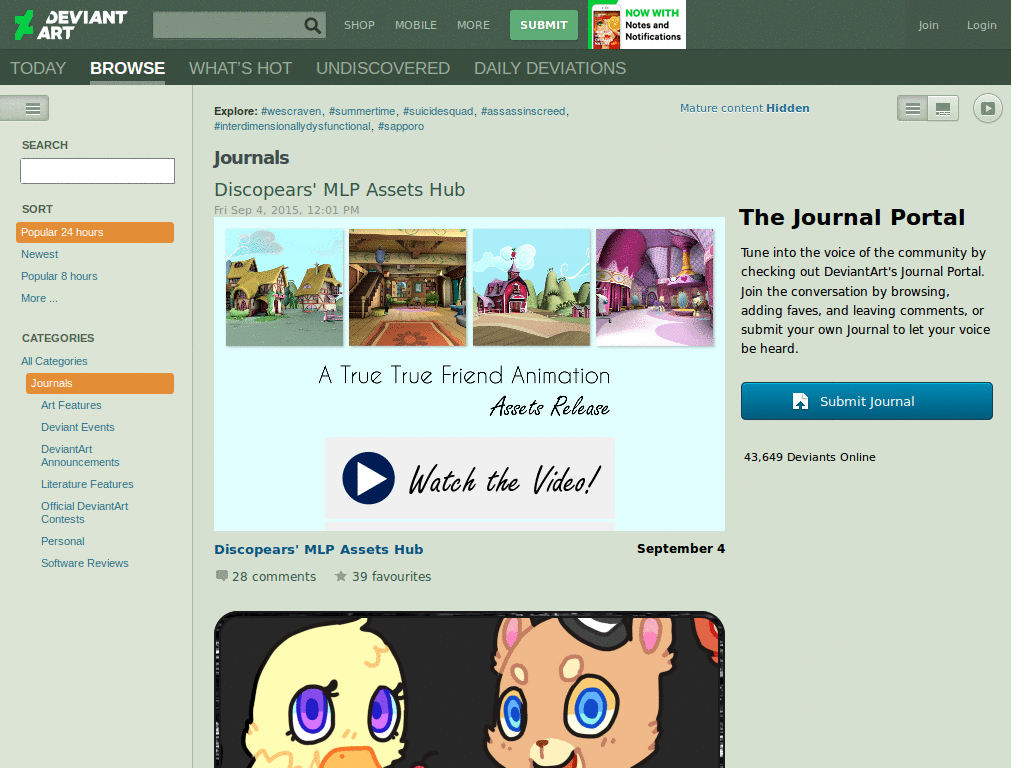 DEVIANT
ART
SHOP
MOBILE
MORE
SUBMIT
NOW WITH
Notes and
Notifications
Join
Login
TODAY
BROWSE
WHAT'S HOT
UNDISCOVERED
DAILY DEVIATIONS
SEARCH
SORT
Popular 24 hours
Newest
Popular 8 hours
More ...
CATEGORIES
All Categories
Journals
Art Features
Deviant Events
DeviantArt
Announcements
Literature Features
Official DeviantArt
Contests
Personal
Software Reviews
Explore: #wescraven, #summertime, #suicidesquad, #assassinscreed,
#interdimensionallydysfunctional, #sapporo
Mature content Hidden
Journals
Discopears' MLP Assets Hub
Fri Sep 4, 2015, 12:01 PM
A True True Friend Animation
Assets Release
Watch the Video!
Discopears' MLP Assets Hub
September 4
28 comments
39 favourites
The Journal Portal
Tune into the voice of the community by
checking out DeviantArt's Journal Portal.
Join the conversation by browsing,
adding faves, and leaving comments, or
submit your own Journal to let your voice
be heard.
Submit Journal
43,649 Deviants Online